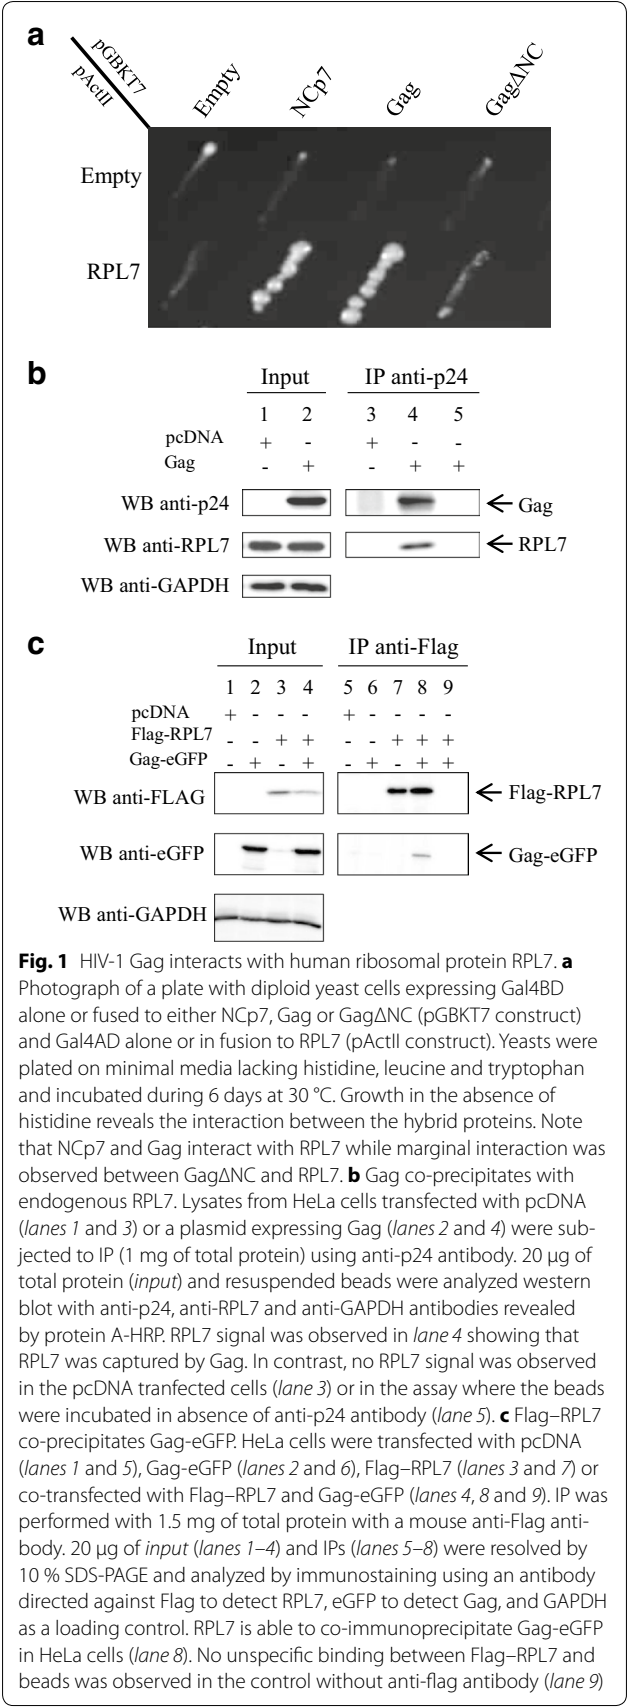 a
pGBKT7
pActII
Empty
NCp7
Gag
GagΔNC
Empty
RPL7
b
Input
IP anti-p24
1 2 3 4 5
pcDNA + - + - -
Gag - + - + +
WB anti-p24
Gag
WB anti-RPL7
RPL7
WB anti-GAPDH
c
Input
IP anti-Flag
1 2 3 4 5 6 7 8 9
pcDNA + - - - + - - - -
Flag-RPL7 - - + + - - + + +
Gag-eGFP - + - + - + - + +
WB anti-FLAG
Flag-RPL7
WB anti-eGFP
Gag-eGFP
WB anti-GAPDH
Fig. 1 HIV-1 Gag interacts with human ribosomal protein RPL7. a
Photograph of a plate with diploid yeast cells expressing Gal4BD
alone or fused to either NCp7, Gag or GagΔNC (pGBKT7 construct)
and Gal4AD alone or in fusion to RPL7 (pActII construct). Yeasts were
plated on minimal media lacking histidine, leucine and tryptophan
and incubated during 6 days at 30 °C. Growth in the absence of
histidine reveals the interaction between the hybrid proteins. Note
that NCp7 and Gag interact with RPL7 while marginal interaction was
observed between GagΔNC and RPL7. b Gag co-precipitates with
endogenous RPL7. Lysates from HeLa cells transfected with pcDNA
(lanes 1 and 3) or a plasmid expressing Gag (lanes 2 and 4) were sub-
jected to IP (1 mg of total protein) using anti-p24 antibody. 20 μg of
total protein (input) and resuspended beads were analyzed western
blot with anti-p24, anti-RPL7 and anti-GAPDH antibodies revealed
by protein A-HRP. RPL7 signal was observed in lane 4 showing that
RPL7 was captured by Gag. In contrast, no RPL7 signal was observed
in the pcDNA tranfected cells (lane 3) or in the assay where the beads
were incubated in absence of anti-p24 antibody (lane 5). c Flag–RPL7
co-precipitates Gag-eGFP. HeLa cells were transfected with pcDNA
(lanes 1 and 5), Gag-eGFP (lanes 2 and 6), Flag–RPL7 (lanes 3 and 7) or
co-transfected with Flag–RPL7 and Gag-eGFP (lanes 4, 8 and 9). IP was
performed with 1.5 mg of total protein with a mouse anti-Flag anti-
body. 20 μg of input (lanes 1–4) and IPs (lanes 5–8) were resolved by
10 % SDS-PAGE and analyzed by immunostaining using an antibody
directed against Flag to detect RPL7, eGFP to detect Gag, and GAPDH
as a loading control. RPL7 is able to co-immunoprecipitate Gag-eGFP
in HeLa cells (lane 8). No unspecific binding between Flag–RPL7 and
beads was observed in the control without anti-flag antibody (lane 9)